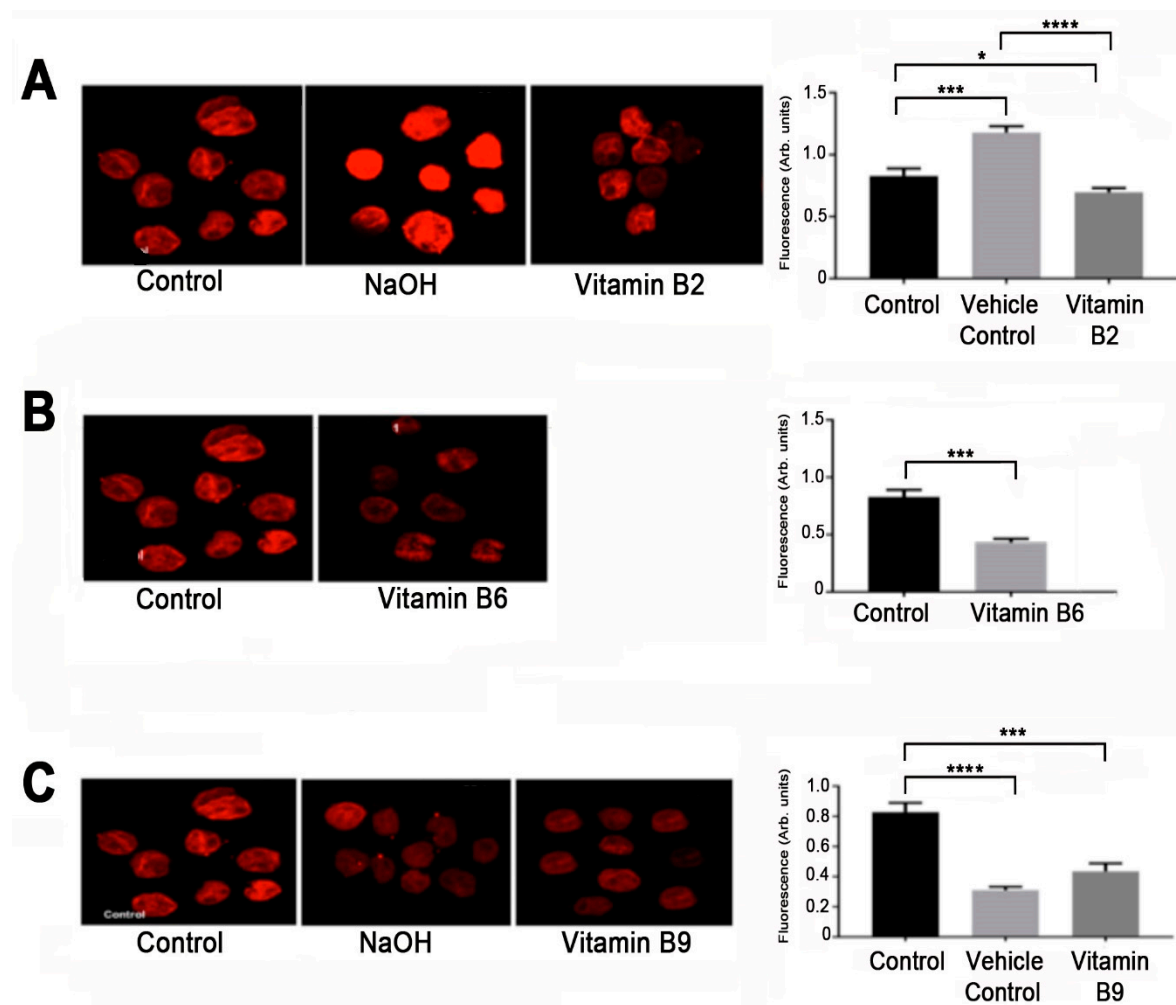 A
Control
NaOH
Vitamin B2
****
*
***
Fluorescence (Arb. units)
1.5
1.0
0.5
0
Control
Vehicle
Control
Vitamin
B2
B
Control
Vitamin B6
***
Fluorescence (Arb. units)
1.5
1.0
0.5
0
Control
Vitamin B6
C
Control
Control
NaOH
Vitamin B9
***
****
Fluorescence (Arb. units)
1.0
0.8
0.6
0.4
0.2
0
Control
Vehicle
Control
Vitamin
B9